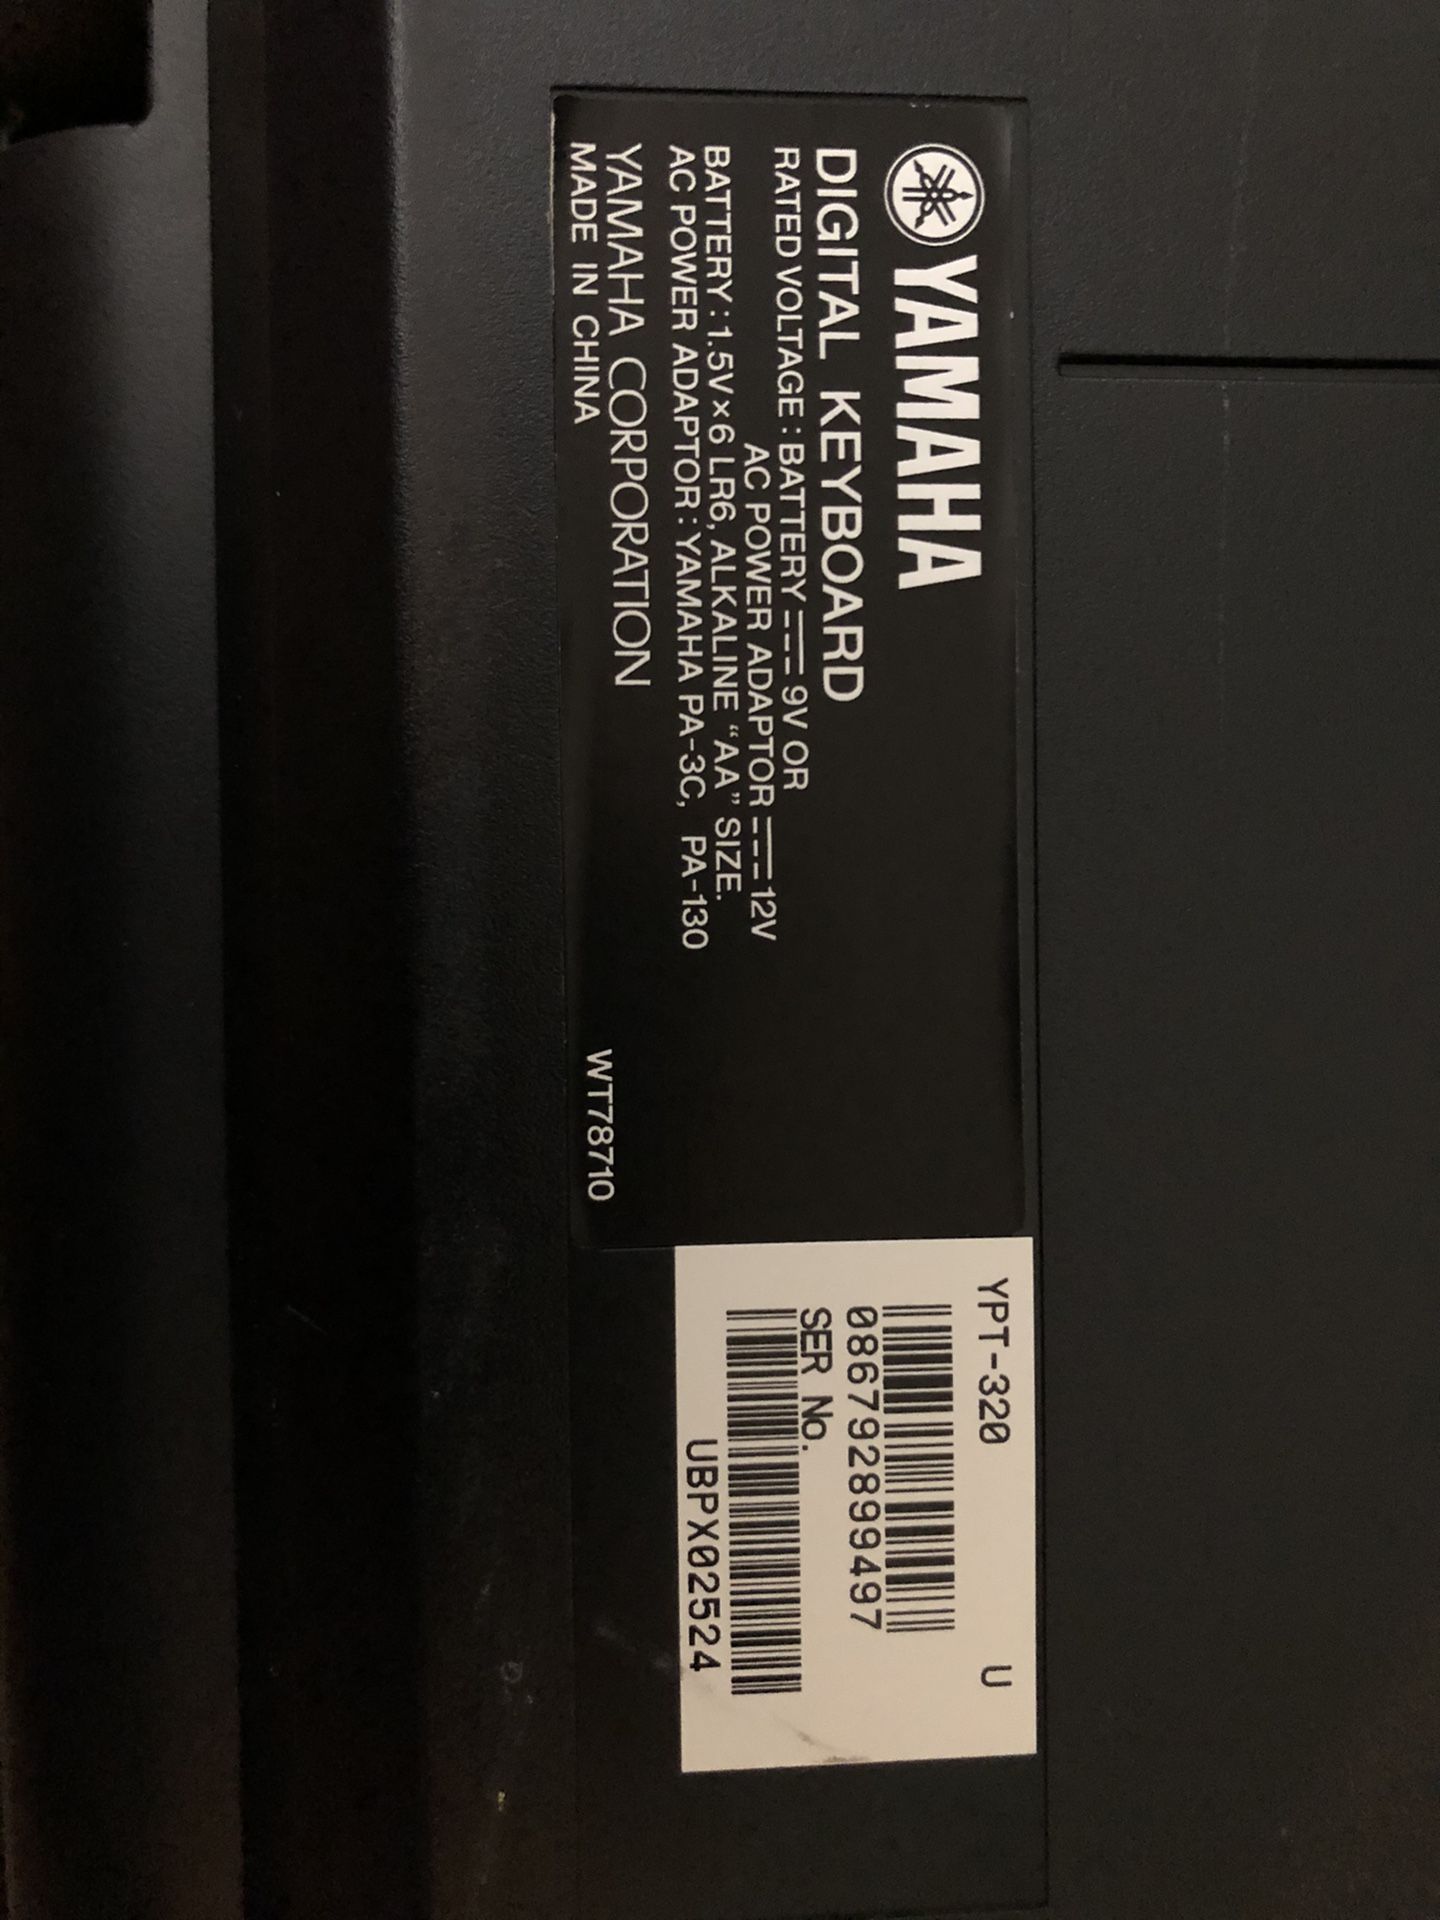 YAMAHA
DIGITAL KEYBOARD
RATED VOLTAGE : BATTERY ⎓ 9V OR
AC POWER ADAPTOR ⎓ 12V
BATTERY : 1.5V×6 LR6, ALKALINE “AA” SIZE.
AC POWER ADAPTOR : YAMAHA PA-3C, PA-130
YAMAHA CORPORATION
MADE IN CHINA
WT78710
YPT-320 U
086792899497
SER No.
UBPX02524